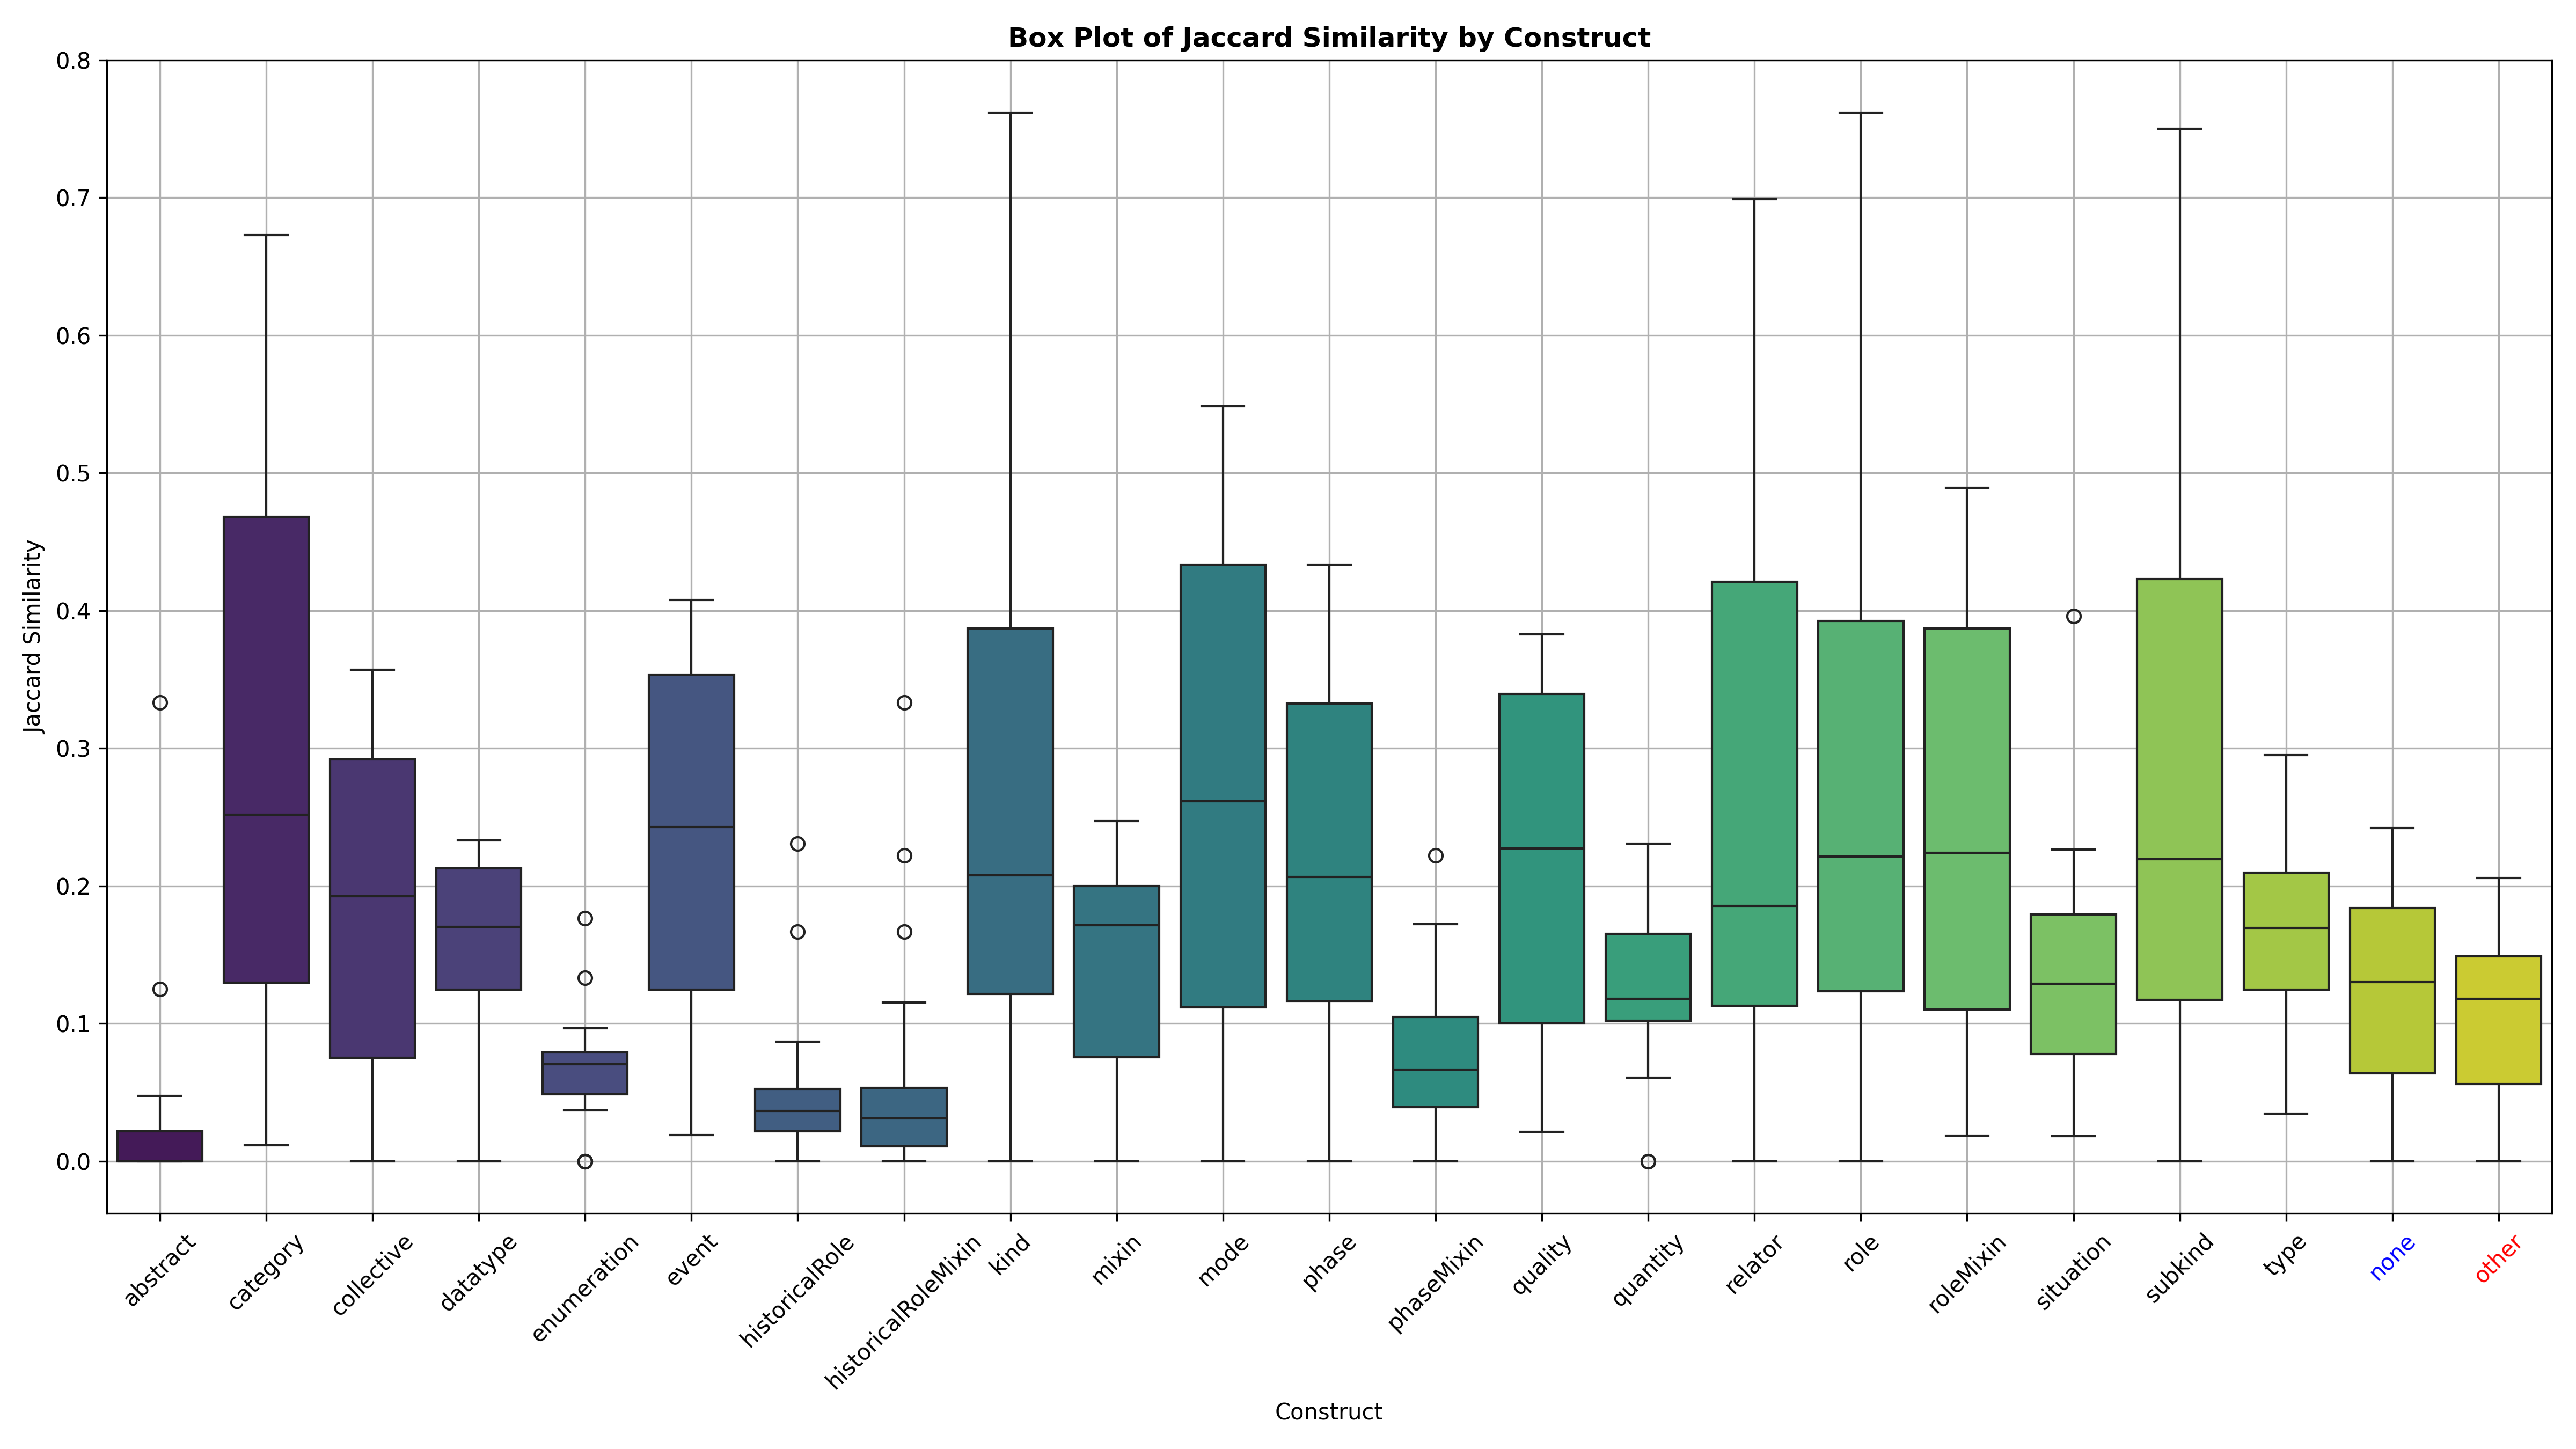 Box Plot of Jaccard Similarity by Construct
Jaccard Similarity
0.8
0.7
0.6
0.5
0.4
0.3
0.2
0.1
0.0
abstract
category
collective
datatype
enumeration
event
historicalRole
historicalRoleMixin
kind
mixin
mode
phase
phaseMixin
quality
quantity
relator
role
roleMixin
situation
subkind
type
none
other
Construct